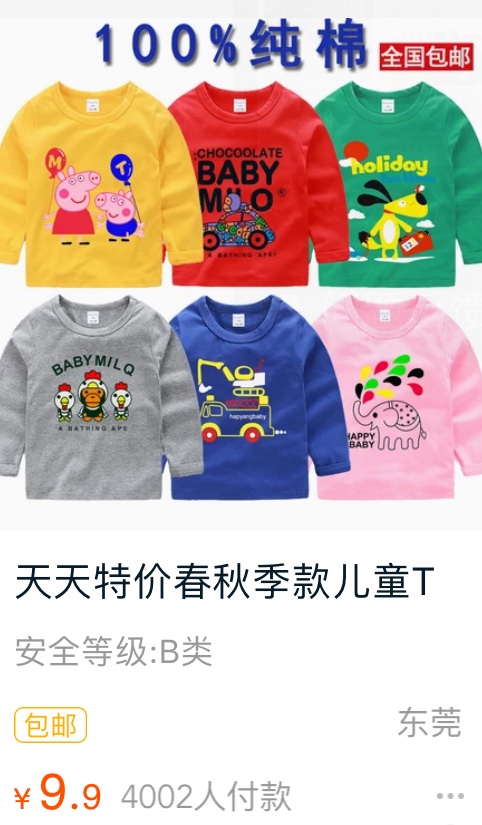 100%纯棉
全国包邮
M
T
CHOCOOLATE
BABY
MILO
A BATHING APE
holiday
BABYMILQ
A BATHING APE
hapyangbaby
HAPPY
BABY
天天特价春秋季款儿童T
安全等级:B类
包邮
东莞
¥9.9
4002人付款